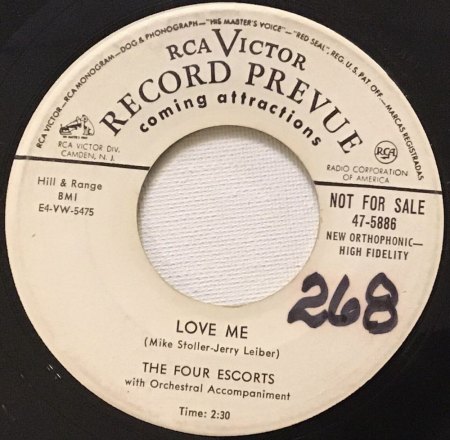 RCA VICTOR—RCA MONOGRAM—DOG & PHONOGRAPH—"HIS MASTER'S VOICE"—"RED SEAL", REG. U.S. PAT. OFF.—MARCAS REGISTRADAS
RCA VICTOR
RECORD PREVUE
coming attractions
RCA VICTOR DIV.
CAMDEN, N. J.
RCA
RADIO CORPORATION
OF AMERICA
Hill & Range
BMI
E4-VW-5475
NOT FOR SALE
47-5886
NEW ORTHOPHONIC—
HIGH FIDELITY
268
LOVE ME
(Mike Stoller-Jerry Leiber)
THE FOUR ESCORTS
with Orchestral Accompaniment
Time: 2:30